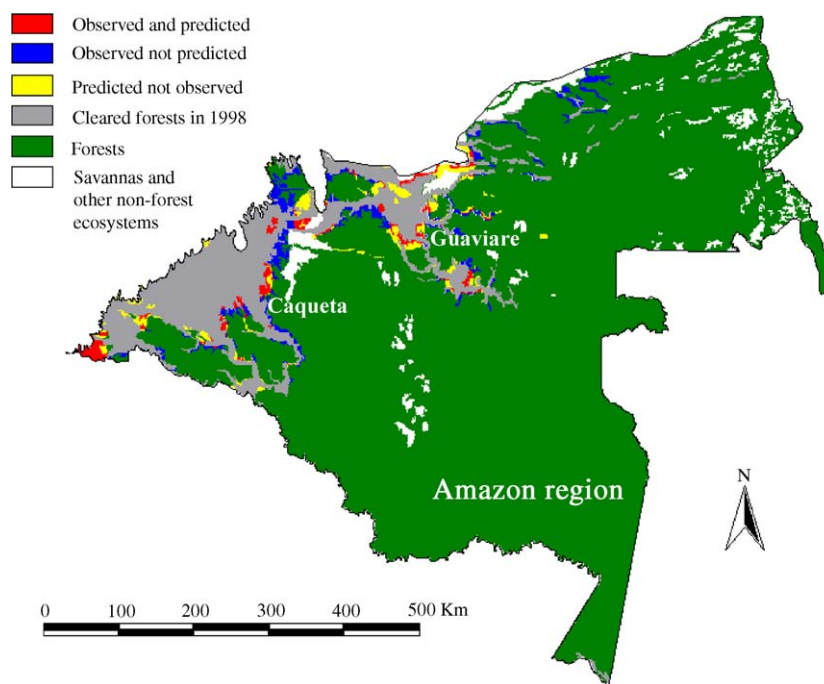 Observed and predicted
Observed not predicted
Predicted not observed
Cleared forests in 1998
Forests
Savannas and
other non-forest
ecosystems
Guaviare
Caqueta
Amazon region
N
0 100 200 300 400 500 Km